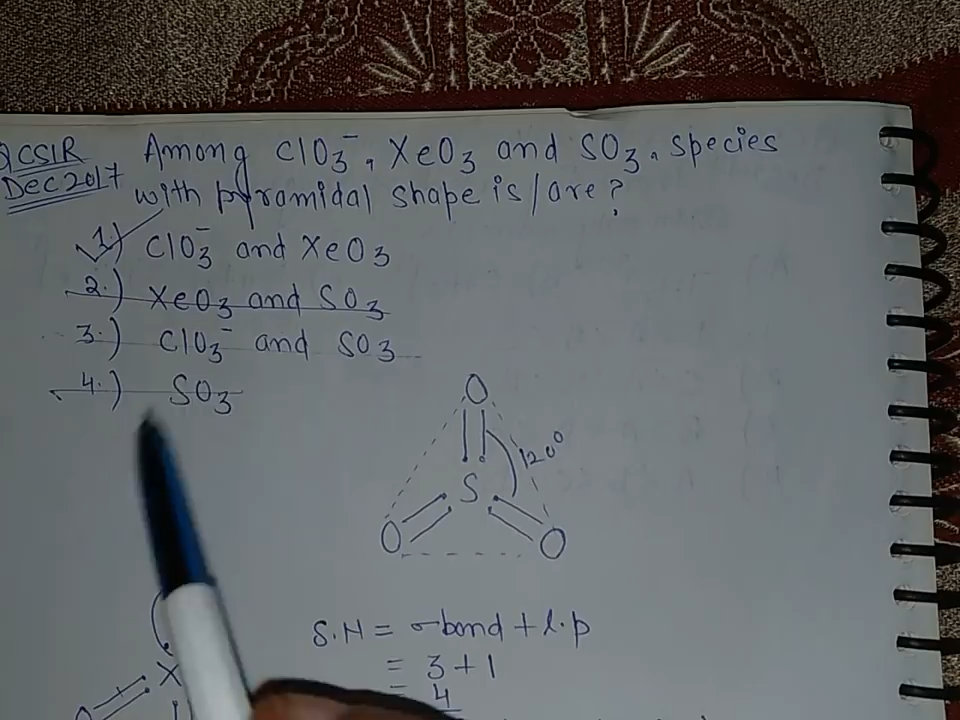 Q CSIR Among ClO3⁻, XeO3 and SO3, species
Dec 2017 with pyramidal shape is/are?
1.) ClO3⁻ and XeO3
2.) XeO3 and SO3
3.) ClO3⁻ and SO3
4.) SO3
O
120°
S
O O
S.N = σ bond + l.p
= 3 + 1
= 4
X
O